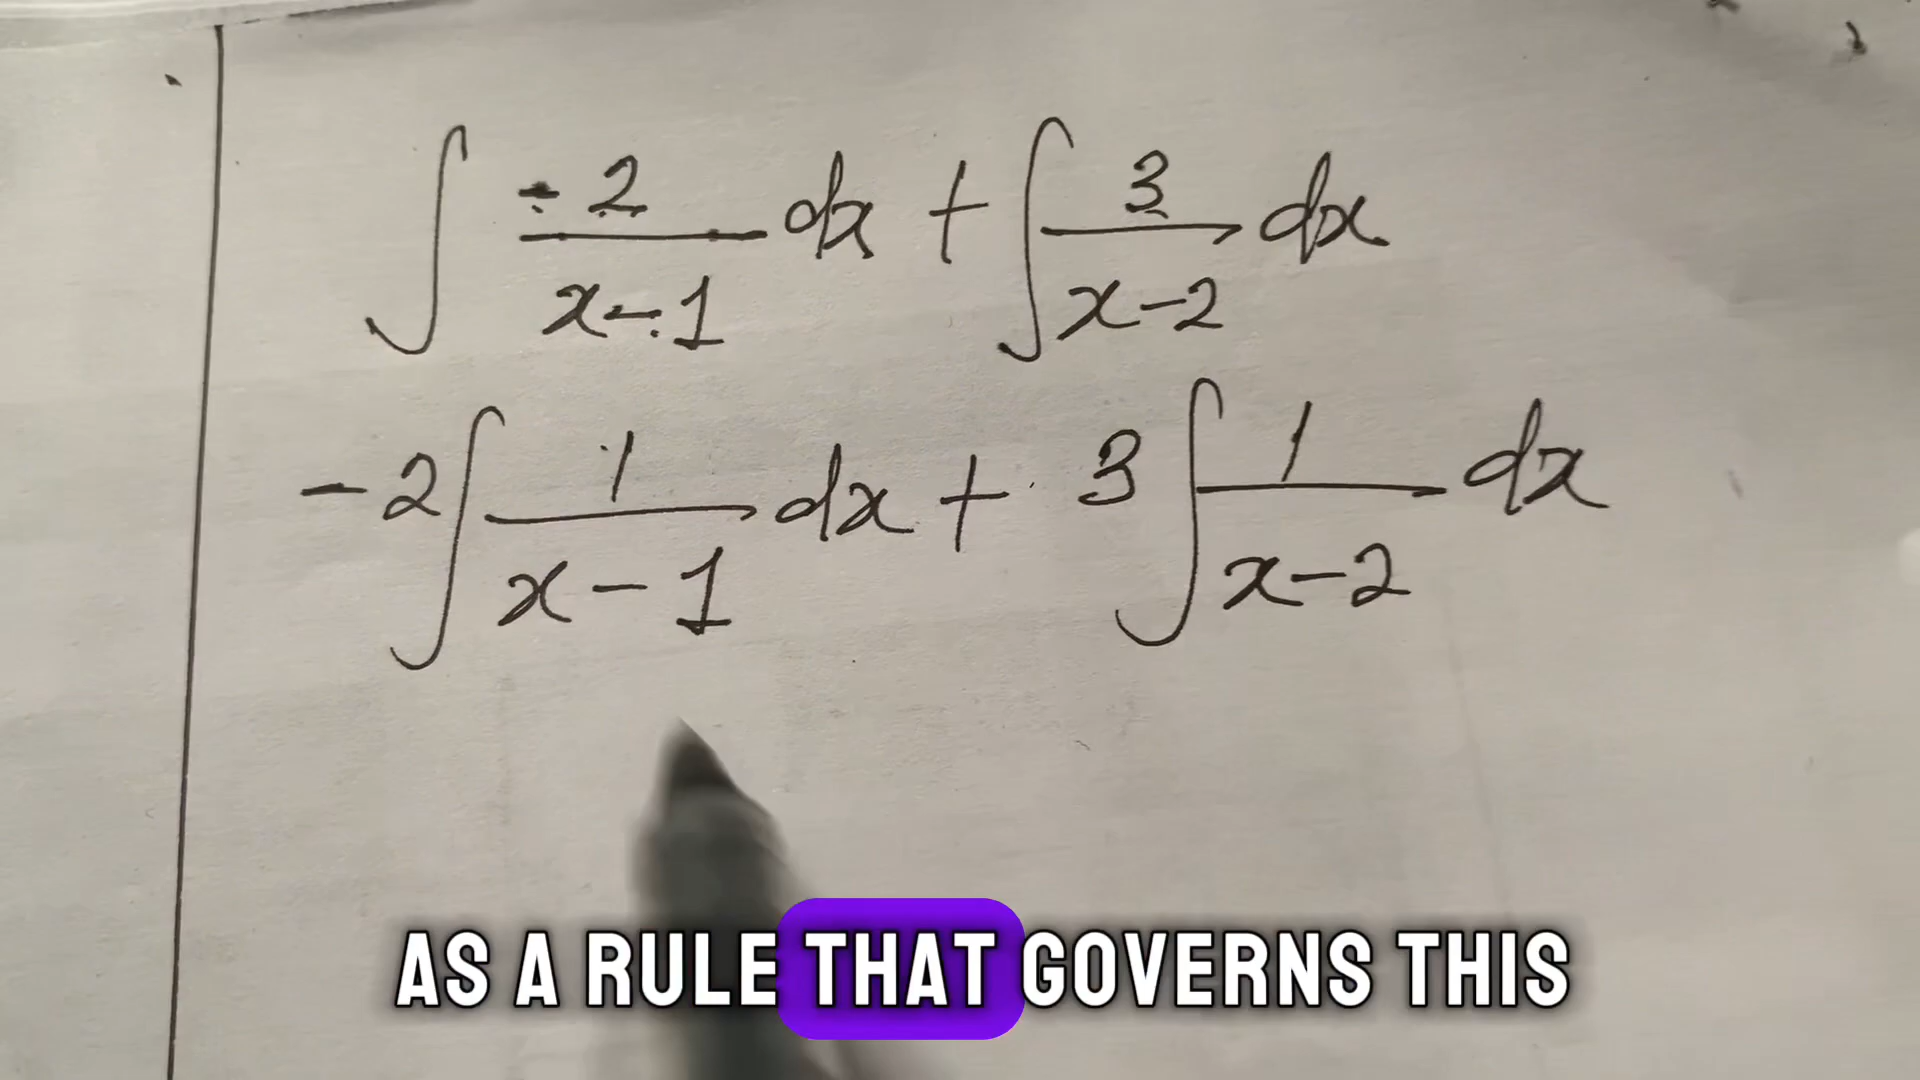 ∫ -2/(x-1) dx + ∫ 3/(x-2) dx
-2 ∫ 1/(x-1) dx + 3 ∫ 1/(x-2) dx
AS A RULE THAT GOVERNS THIS